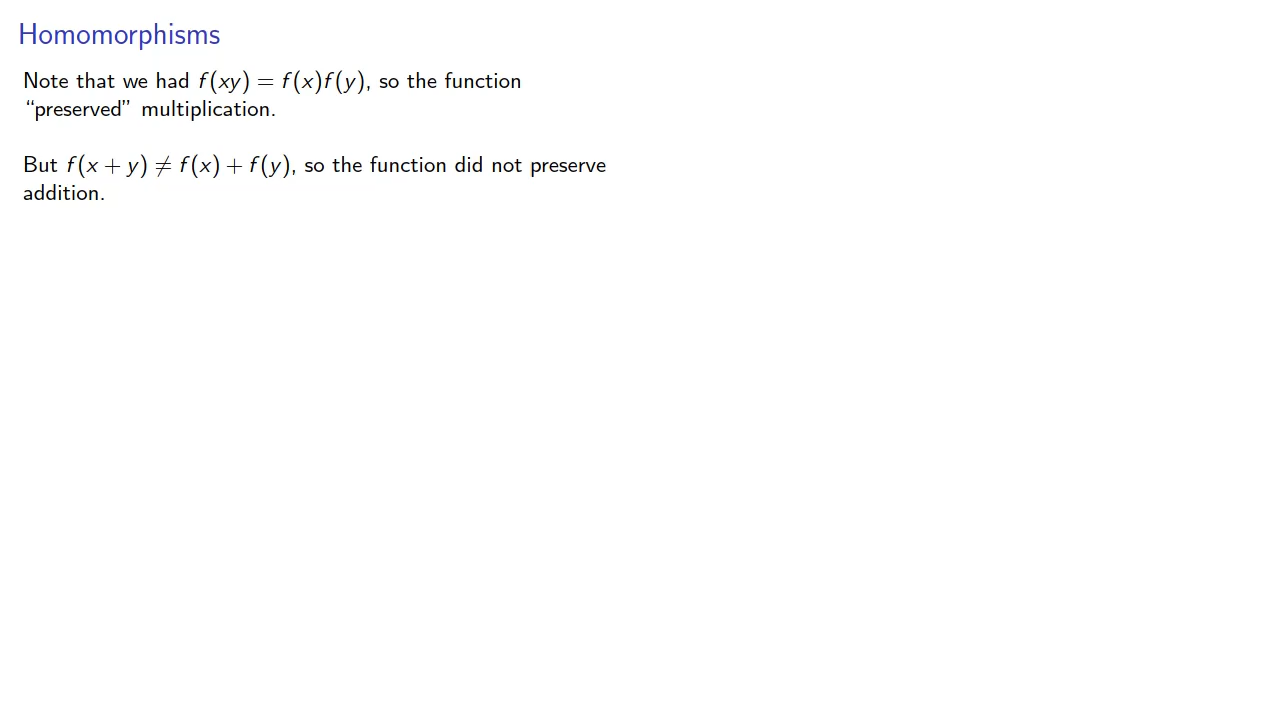 Homomorphisms
Note that we had f(xy) = f(x)f(y), so the function
“preserved” multiplication.
But f(x + y) ≠ f(x) + f(y), so the function did not preserve
addition.